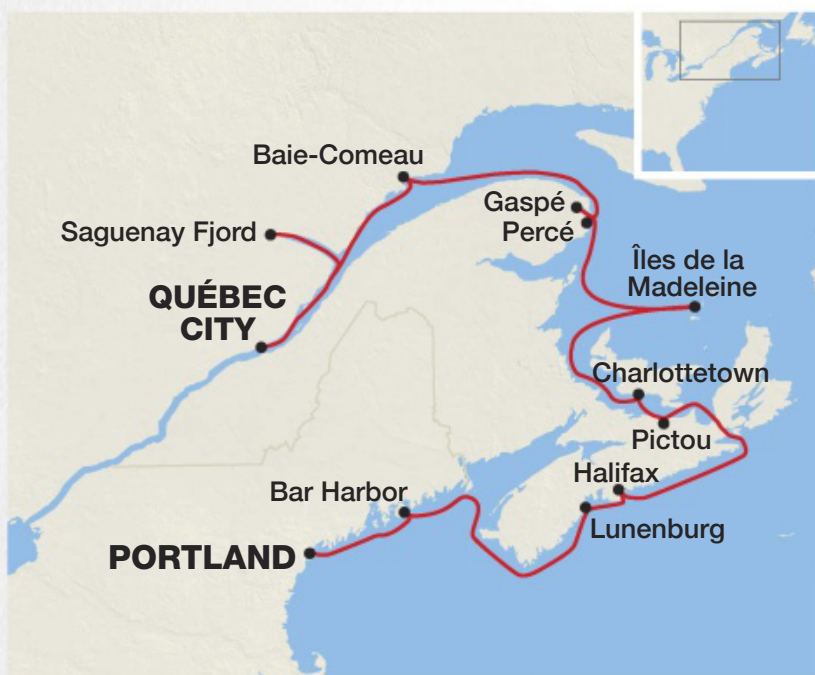 Baie-Comeau
Gaspé
Percé
Saguenay Fjord
Îles de la
Madeleine
QUÉBEC
CITY
Charlottetown
Pictou
Halifax
Bar Harbor
Lunenburg
PORTLAND